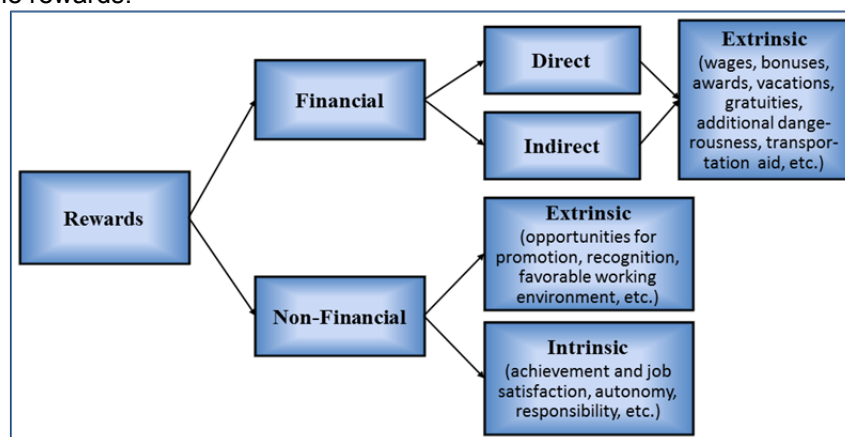 rewards.
Rewards
Financial
Non-Financial
Direct
Indirect
Extrinsic
(wages, bonuses,
awards, vacations,
gratuities,
additional dange-
rousness, transpor-
tation aid, etc.)
Extrinsic
(opportunities for
promotion, recognition,
favorable working
environment, etc.)
Intrinsic
(achievement and job
satisfaction, autonomy,
responsibility, etc.)